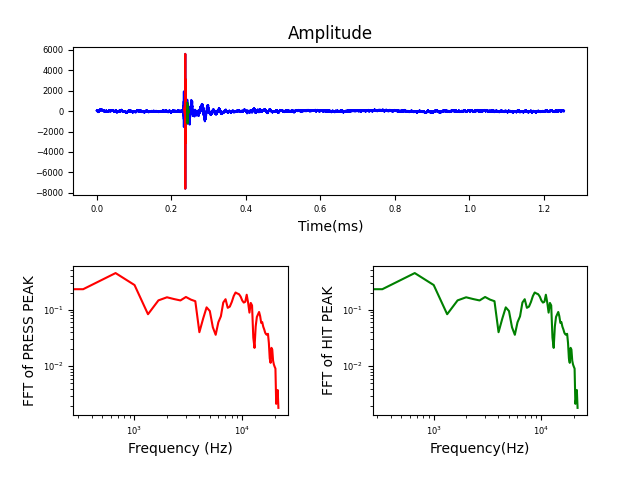 Amplitude
6000
4000
2000
0
−2000
−4000
−6000
−8000
0.0 0.2 0.4 0.6 0.8 1.0 1.2
Time(ms)
FFT of PRESS PEAK
10⁻¹
10⁻²
10³ 10⁴
Frequency (Hz)
FFT of HIT PEAK
10⁻¹
10⁻²
10³ 10⁴
Frequency(Hz)